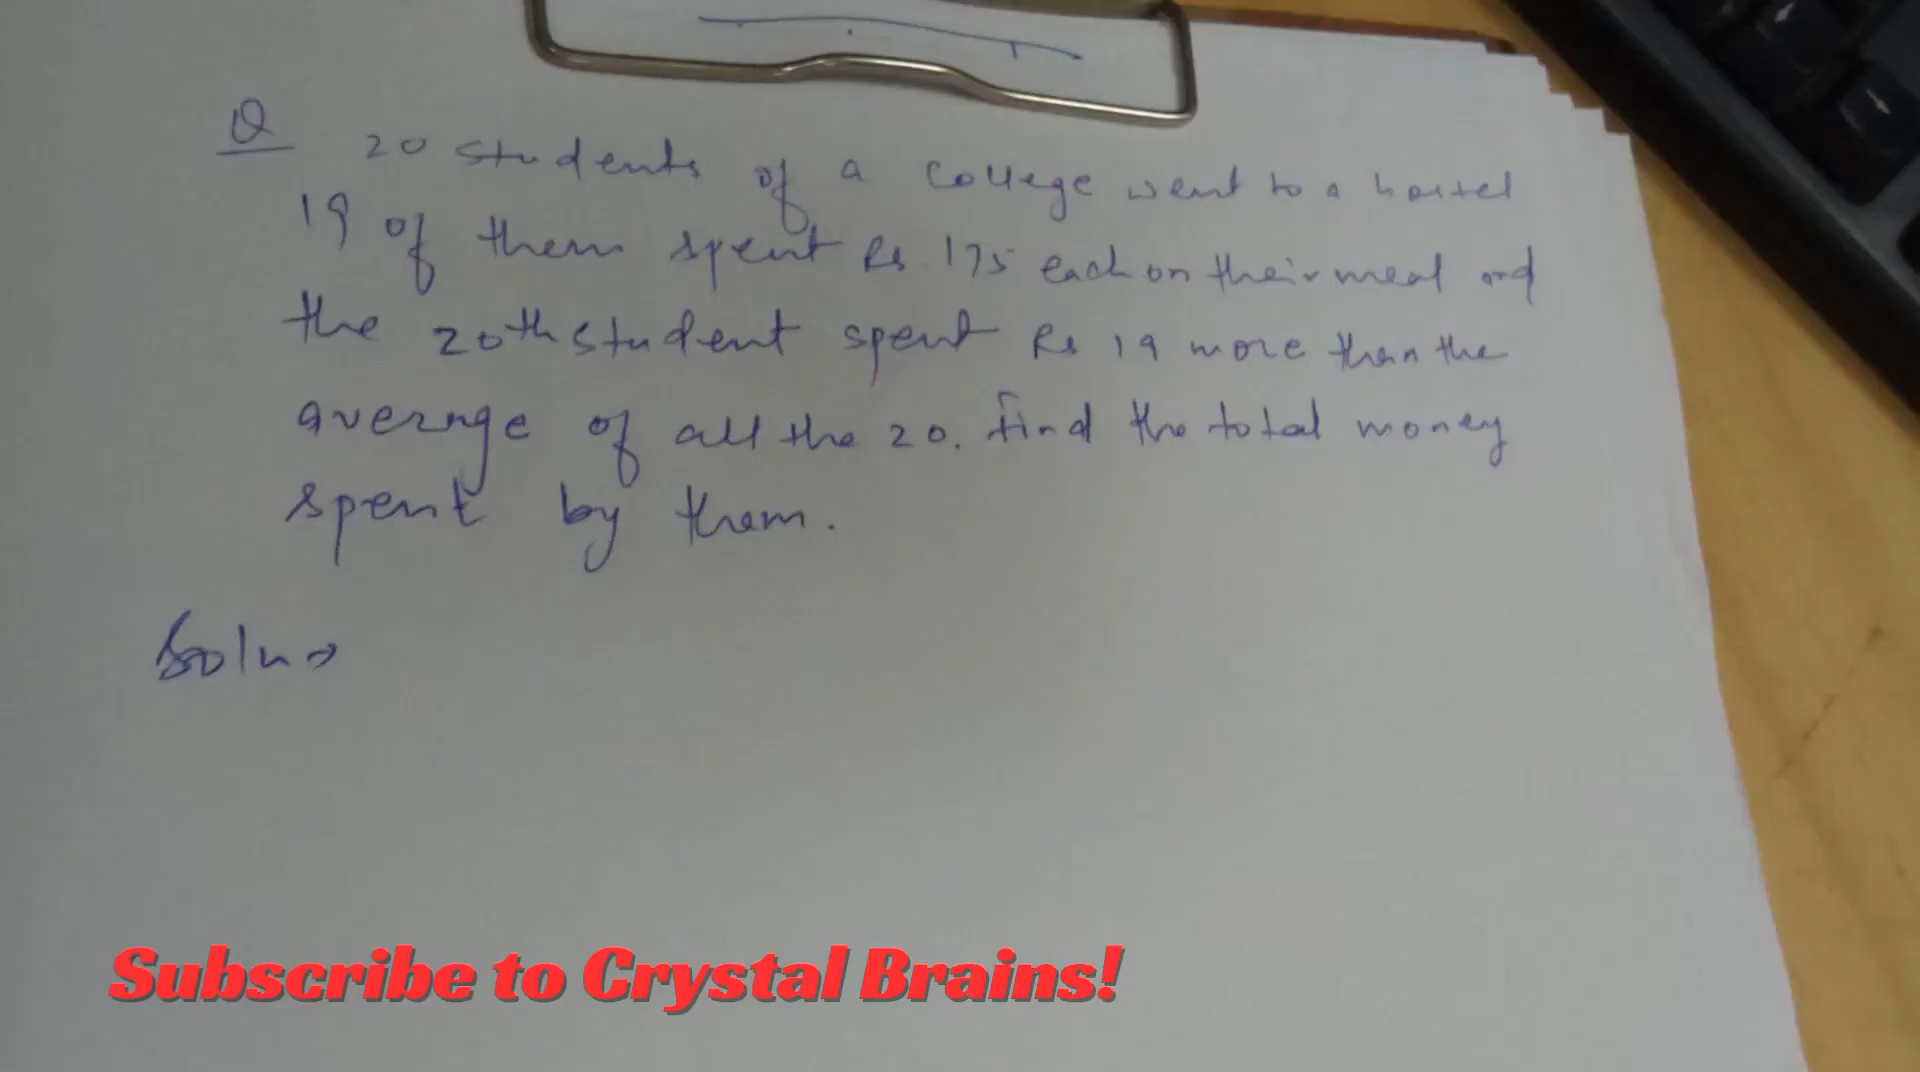 Q 20 students of a college went to a hostel
19 of them spent Rs 175 each on their meal and
the 20th student spent Rs 19 more than the
average of all the 20. Find the total money
spent by them.
Soln →
Subscribe to Crystal Brains!